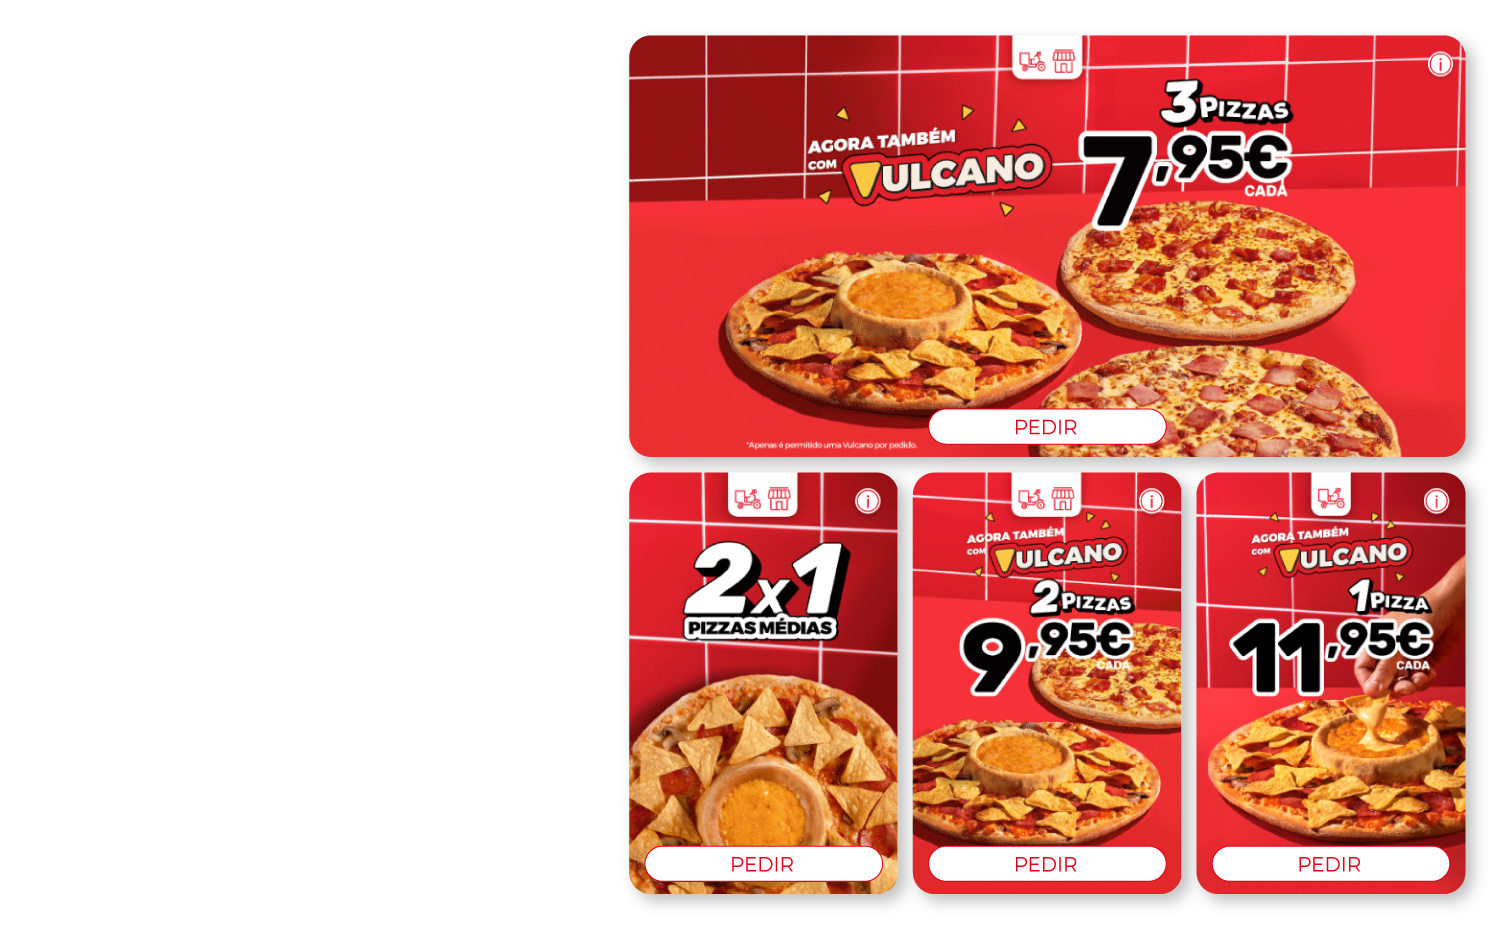 AGORA TAMBÉM
COM VULCANO
3 PIZZAS
7,95€
CADA
PEDIR
*Apenas é permitido uma Vulcano por pedido.
2x1
PIZZAS MÉDIAS
PEDIR
AGORA TAMBÉM
COM VULCANO
2 PIZZAS
9,95€
CADA
PEDIR
AGORA TAMBÉM
COM VULCANO
1 PIZZA
11,95€
CADA
PEDIR